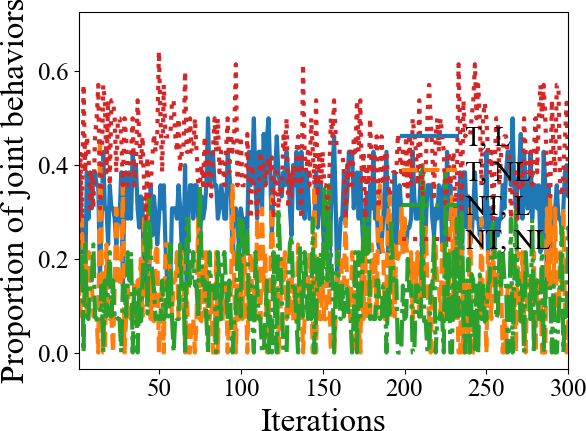 Proportion of joint behaviors
0.6
0.4
0.2
0.0
T, L
T, NL
NT, L
NT, NL
50
100
150
200
250
300
Iterations